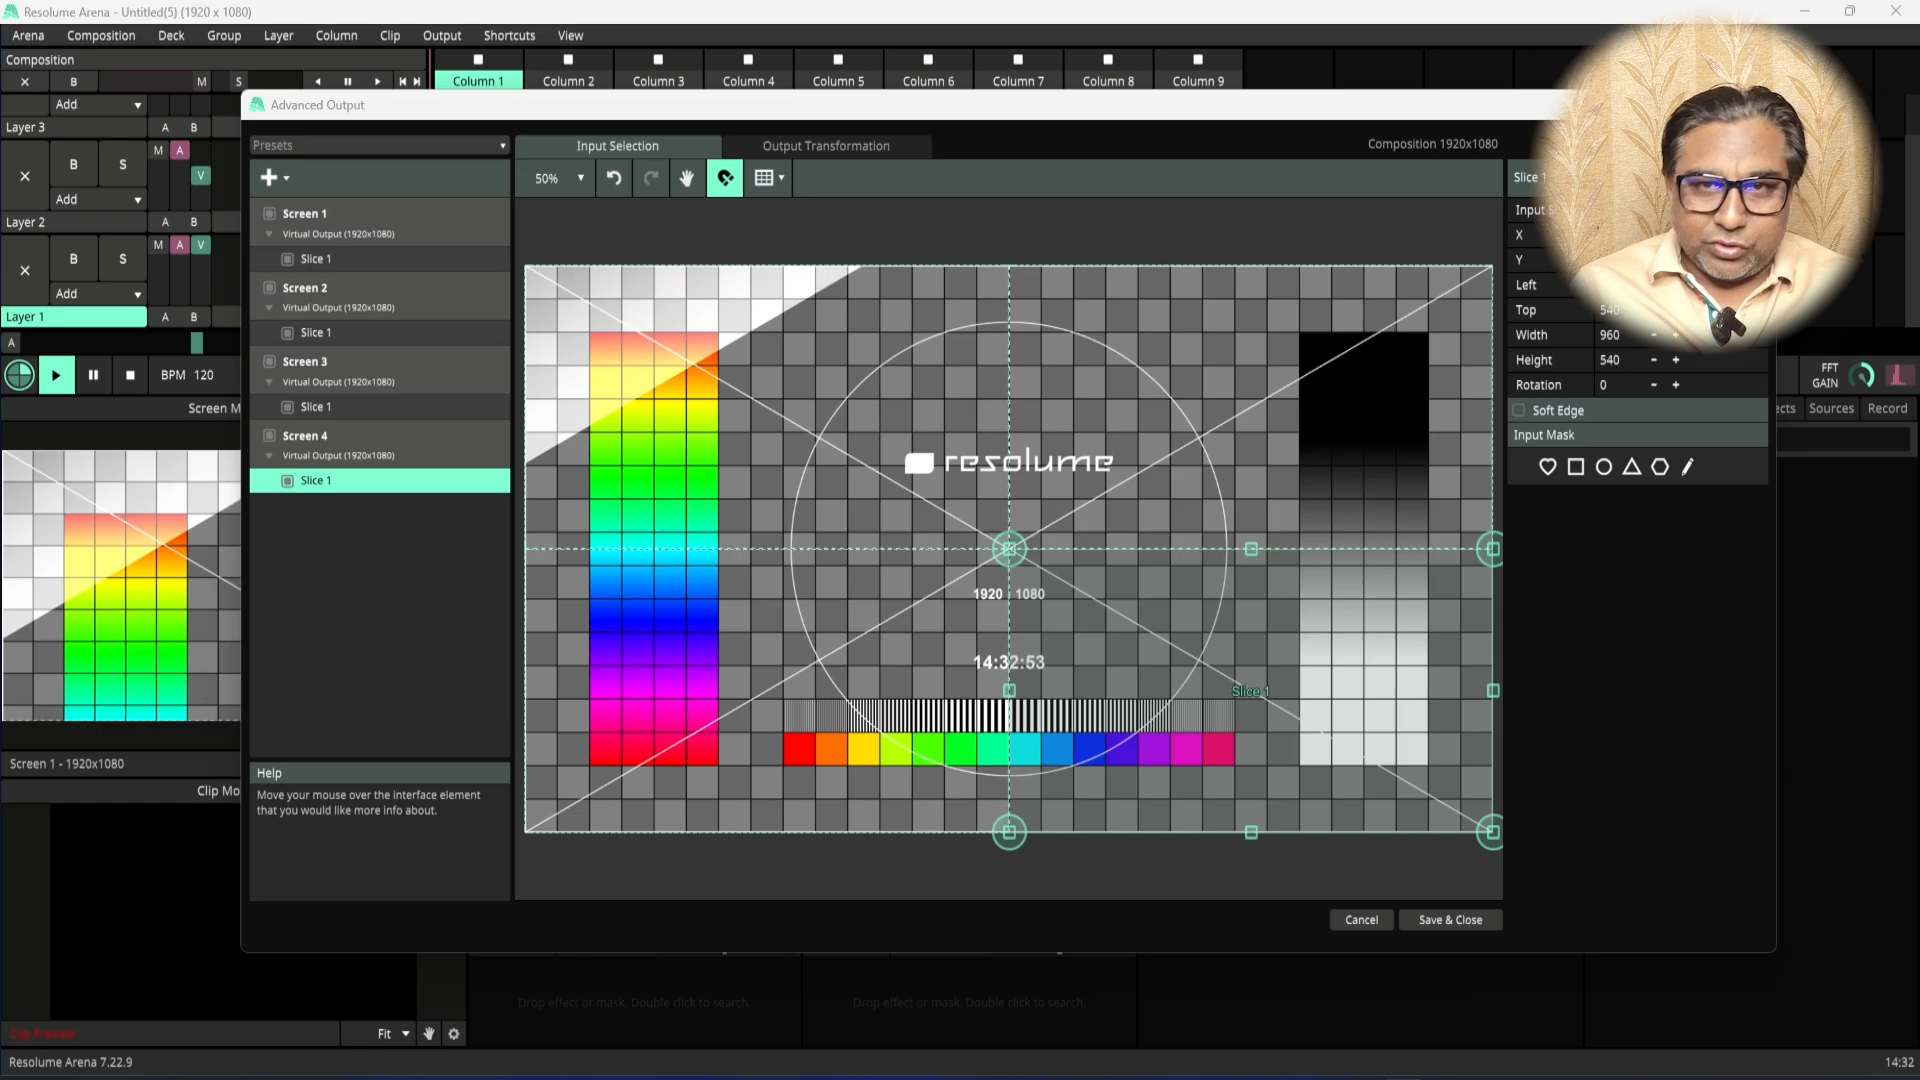 Resolume Arena - Untitled(5) (1920 x 1080)
Arena Composition Deck Group Layer Column Clip Output Shortcuts View
Composition
X B M S
Column 1 Column 2 Column 3 Column 4 Column 5 Column 6 Column 7 Column 8 Column 9
Add
Layer 3 A B
Advanced Output
M A
X B S
V
Add
Layer 2 A B
M A V
X B S
Add
Layer 1 A B
A
BPM 120
Screen M
Presets
Input Selection Output Transformation Composition 1920x1080
50%
Screen 1
Virtual Output (1920x1080)
Slice 1
Screen 2
Virtual Output (1920x1080)
Slice 1
Screen 3
Virtual Output (1920x1080)
Slice 1
Screen 4
Virtual Output (1920x1080)
Slice 1
resolume
1920 1080
14:32:53
Slice 1
Slice 1
Input S
X
Y
Left
Top 540
Width 960 - +
Height 540 - +
Rotation 0 - +
Soft Edge
Input Mask
FFT
GAIN
ects Sources Record
Help
Move your mouse over the interface element
that you would like more info about.
Cancel Save & Close
Screen 1 - 1920x1080
Clip Mo
Drop effect or mask. Double click to search. Drop effect or mask. Double click to search.
Clip Preview Fit
Resolume Arena 7.22.9 14:32